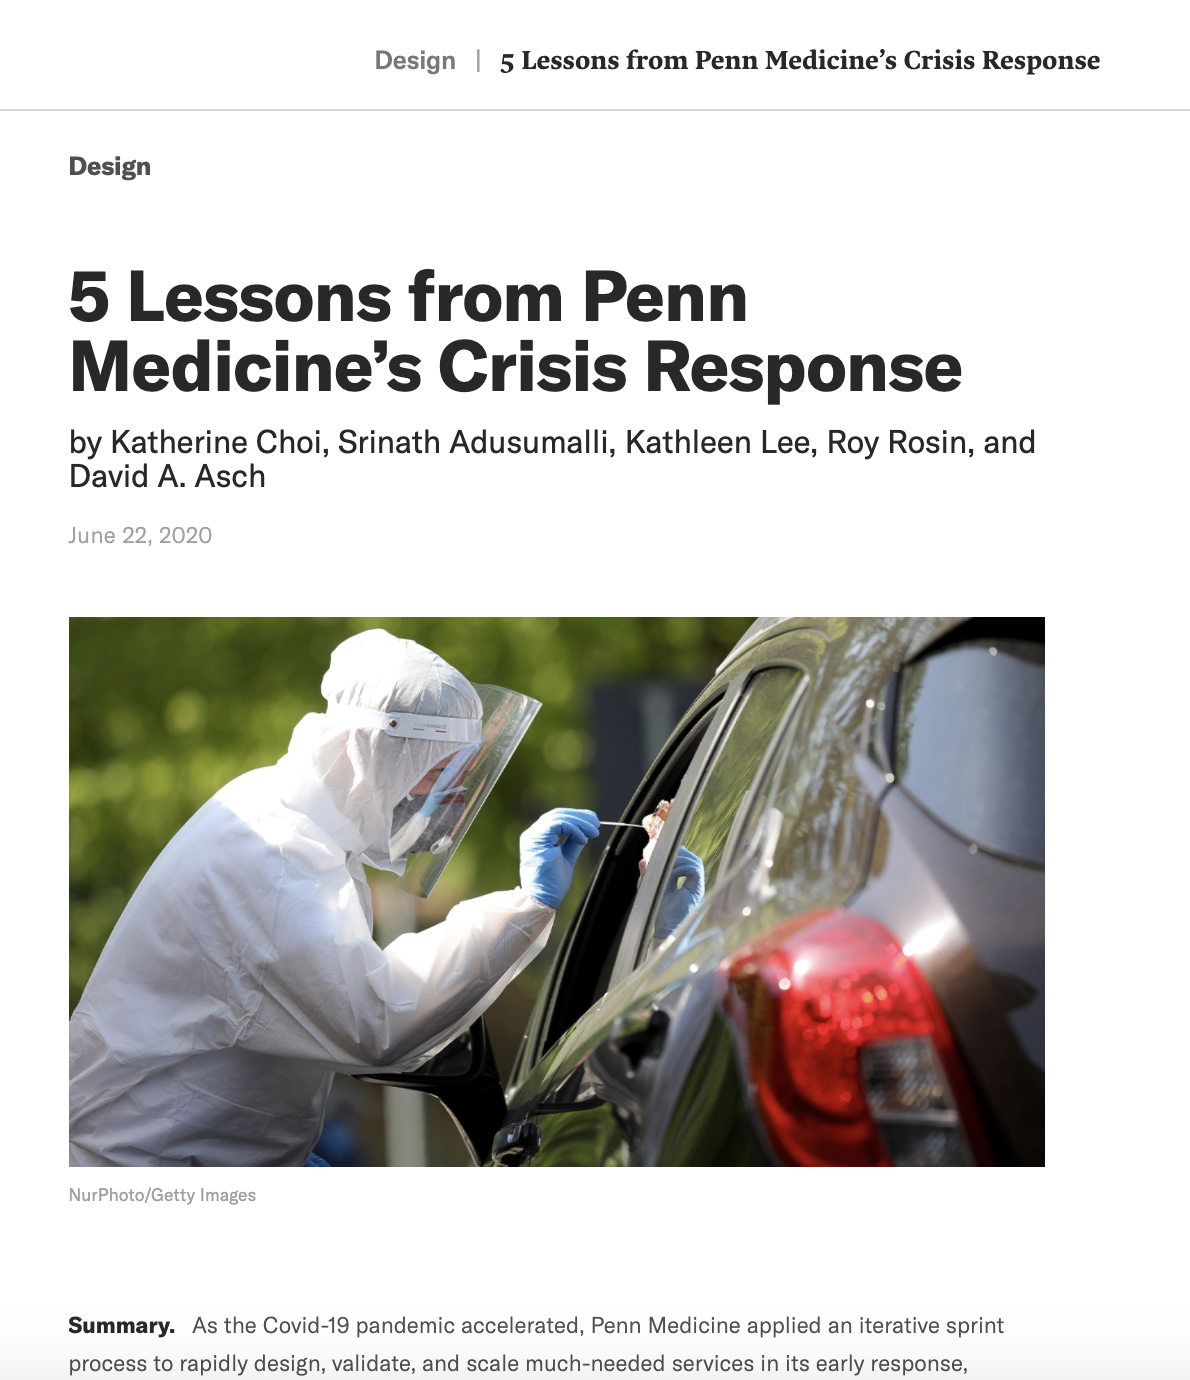 Design | 5 Lessons from Penn Medicine’s Crisis Response
Design
5 Lessons from Penn
Medicine’s Crisis Response
by Katherine Choi, Srinath Adusumalli, Kathleen Lee, Roy Rosin, and
David A. Asch
June 22, 2020
NurPhoto/Getty Images
Summary. As the Covid-19 pandemic accelerated, Penn Medicine applied an iterative sprint
process to rapidly design, validate, and scale much-needed services in its early response,